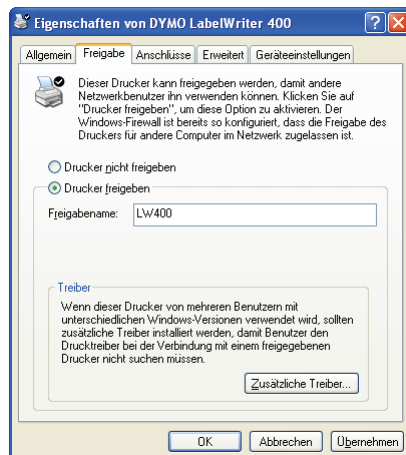 Eigenschaften von DYMO LabelWriter 400
Allgemein Freigabe Anschlüsse Erweitert Geräteeinstellungen
Dieser Drucker kann freigegeben werden, damit andere
Netzwerkbenutzer ihn verwenden können. Klicken Sie auf
"Drucker freigeben", um diese Option zu aktivieren. Der
Windows-Firewall ist bereits so konfiguriert, dass die Freigabe des
Druckers für andere Computer im Netzwerk zugelassen ist.
Drucker nicht freigeben
Drucker freigeben
Freigabename: LW400
Treiber
Wenn dieser Drucker von mehreren Benutzern mit
unterschiedlichen Windows-Versionen verwendet wird, sollten
zusätzliche Treiber installiert werden, damit Benutzer den
Drucktreiber bei der Verbindung mit einem freigegebenen
Drucker nicht suchen müssen.
Zusätzliche Treiber...
OK Abbrechen Übernehmen